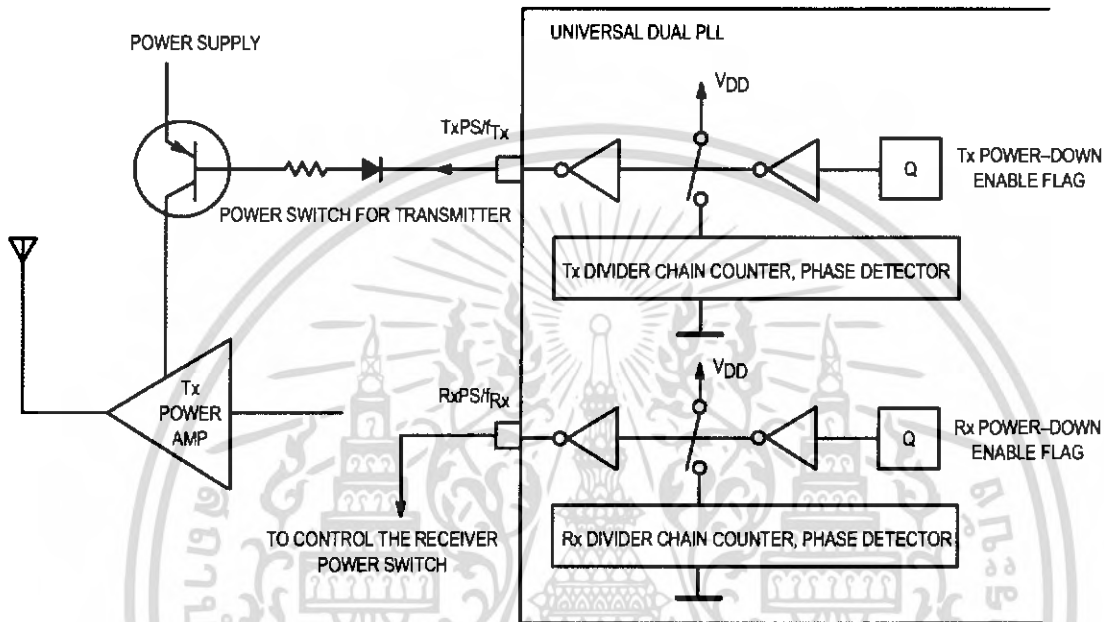 UNIVERSAL DUAL PLL
POWER SUPPLY
VDD
TxPS/fTx
Q
Tx POWER–DOWN
ENABLE FLAG
POWER SWITCH FOR TRANSMITTER
Tx DIVIDER CHAIN COUNTER, PHASE DETECTOR
Tx
POWER
AMP
VDD
RxPS/fRx
Q
Rx POWER–DOWN
ENABLE FLAG
TO CONTROL THE RECEIVER
POWER SWITCH
Rx DIVIDER CHAIN COUNTER, PHASE DETECTOR